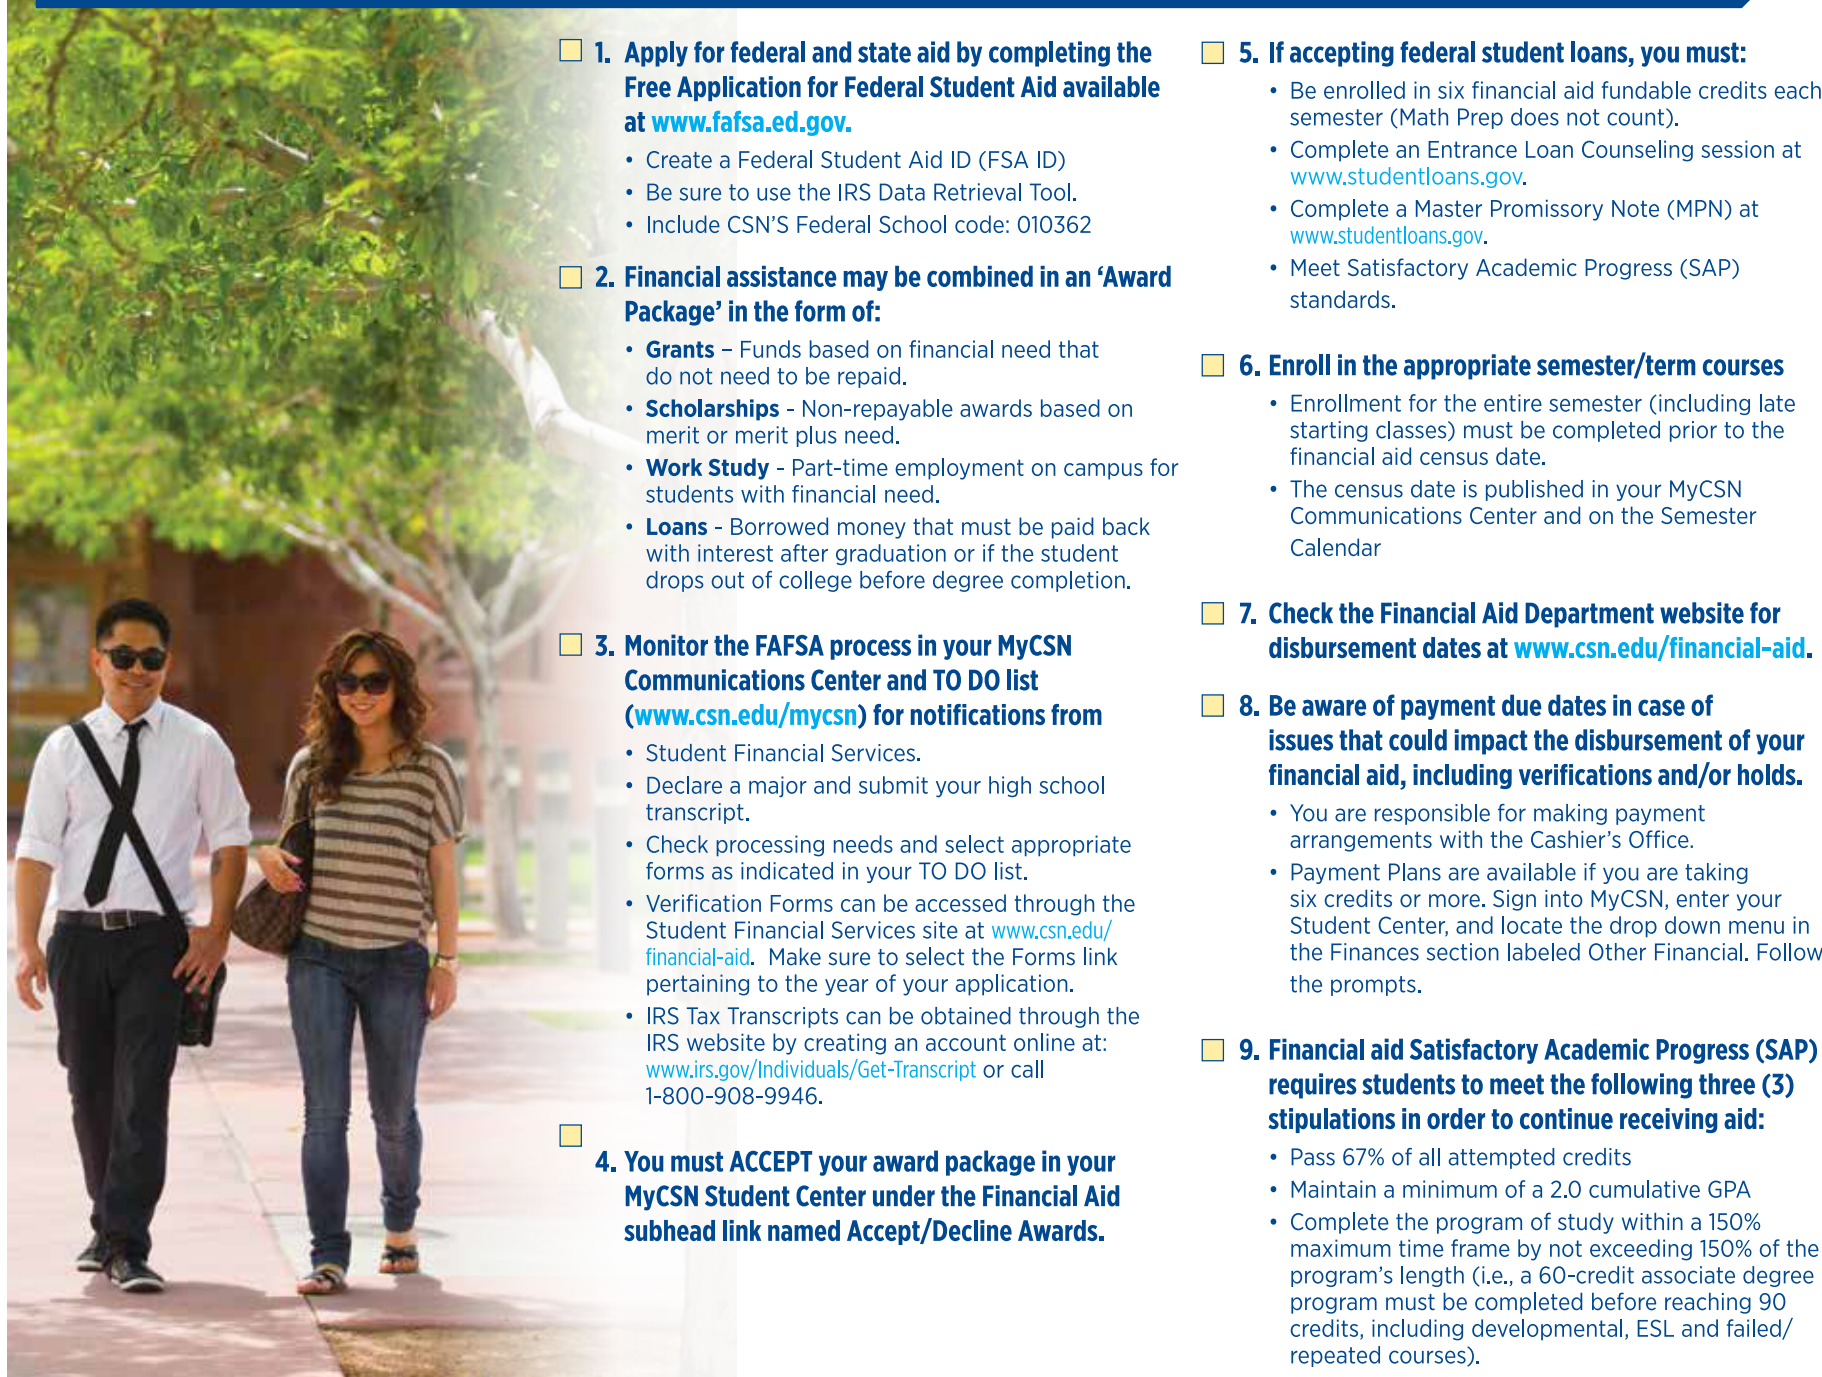 1. Apply for federal and state aid by completing the
Free Application for Federal Student Aid available
at www.fafsa.ed.gov.
• Create a Federal Student Aid ID (FSA ID)
• Be sure to use the IRS Data Retrieval Tool.
• Include CSN'S Federal School code: 010362
2. Financial assistance may be combined in an ‘Award
Package’ in the form of:
• Grants – Funds based on financial need that
do not need to be repaid.
• Scholarships - Non-repayable awards based on
merit or merit plus need.
• Work Study - Part-time employment on campus for
students with financial need.
• Loans - Borrowed money that must be paid back
with interest after graduation or if the student
drops out of college before degree completion.
3. Monitor the FAFSA process in your MyCSN
Communications Center and TO DO list
(www.csn.edu/mycsn) for notifications from
• Student Financial Services.
• Declare a major and submit your high school
transcript.
• Check processing needs and select appropriate
forms as indicated in your TO DO list.
• Verification Forms can be accessed through the
Student Financial Services site at www.csn.edu/
financial-aid. Make sure to select the Forms link
pertaining to the year of your application.
• IRS Tax Transcripts can be obtained through the
IRS website by creating an account online at:
www.irs.gov/Individuals/Get-Transcript or call
1-800-908-9946.
4. You must ACCEPT your award package in your
MyCSN Student Center under the Financial Aid
subhead link named Accept/Decline Awards.
5. If accepting federal student loans, you must:
• Be enrolled in six financial aid fundable credits each
semester (Math Prep does not count).
• Complete an Entrance Loan Counseling session at
www.studentloans.gov.
• Complete a Master Promissory Note (MPN) at
www.studentloans.gov.
• Meet Satisfactory Academic Progress (SAP)
standards.
6. Enroll in the appropriate semester/term courses
• Enrollment for the entire semester (including late
starting classes) must be completed prior to the
financial aid census date.
• The census date is published in your MyCSN
Communications Center and on the Semester
Calendar
7. Check the Financial Aid Department website for
disbursement dates at www.csn.edu/financial-aid.
8. Be aware of payment due dates in case of
issues that could impact the disbursement of your
financial aid, including verifications and/or holds.
• You are responsible for making payment
arrangements with the Cashier’s Office.
• Payment Plans are available if you are taking
six credits or more. Sign into MyCSN, enter your
Student Center, and locate the drop down menu in
the Finances section labeled Other Financial. Follow
the prompts.
9. Financial aid Satisfactory Academic Progress (SAP)
requires students to meet the following three (3)
stipulations in order to continue receiving aid:
• Pass 67% of all attempted credits
• Maintain a minimum of a 2.0 cumulative GPA
• Complete the program of study within a 150%
maximum time frame by not exceeding 150% of the
program’s length (i.e., a 60-credit associate degree
program must be completed before reaching 90
credits, including developmental, ESL and failed/
repeated courses).